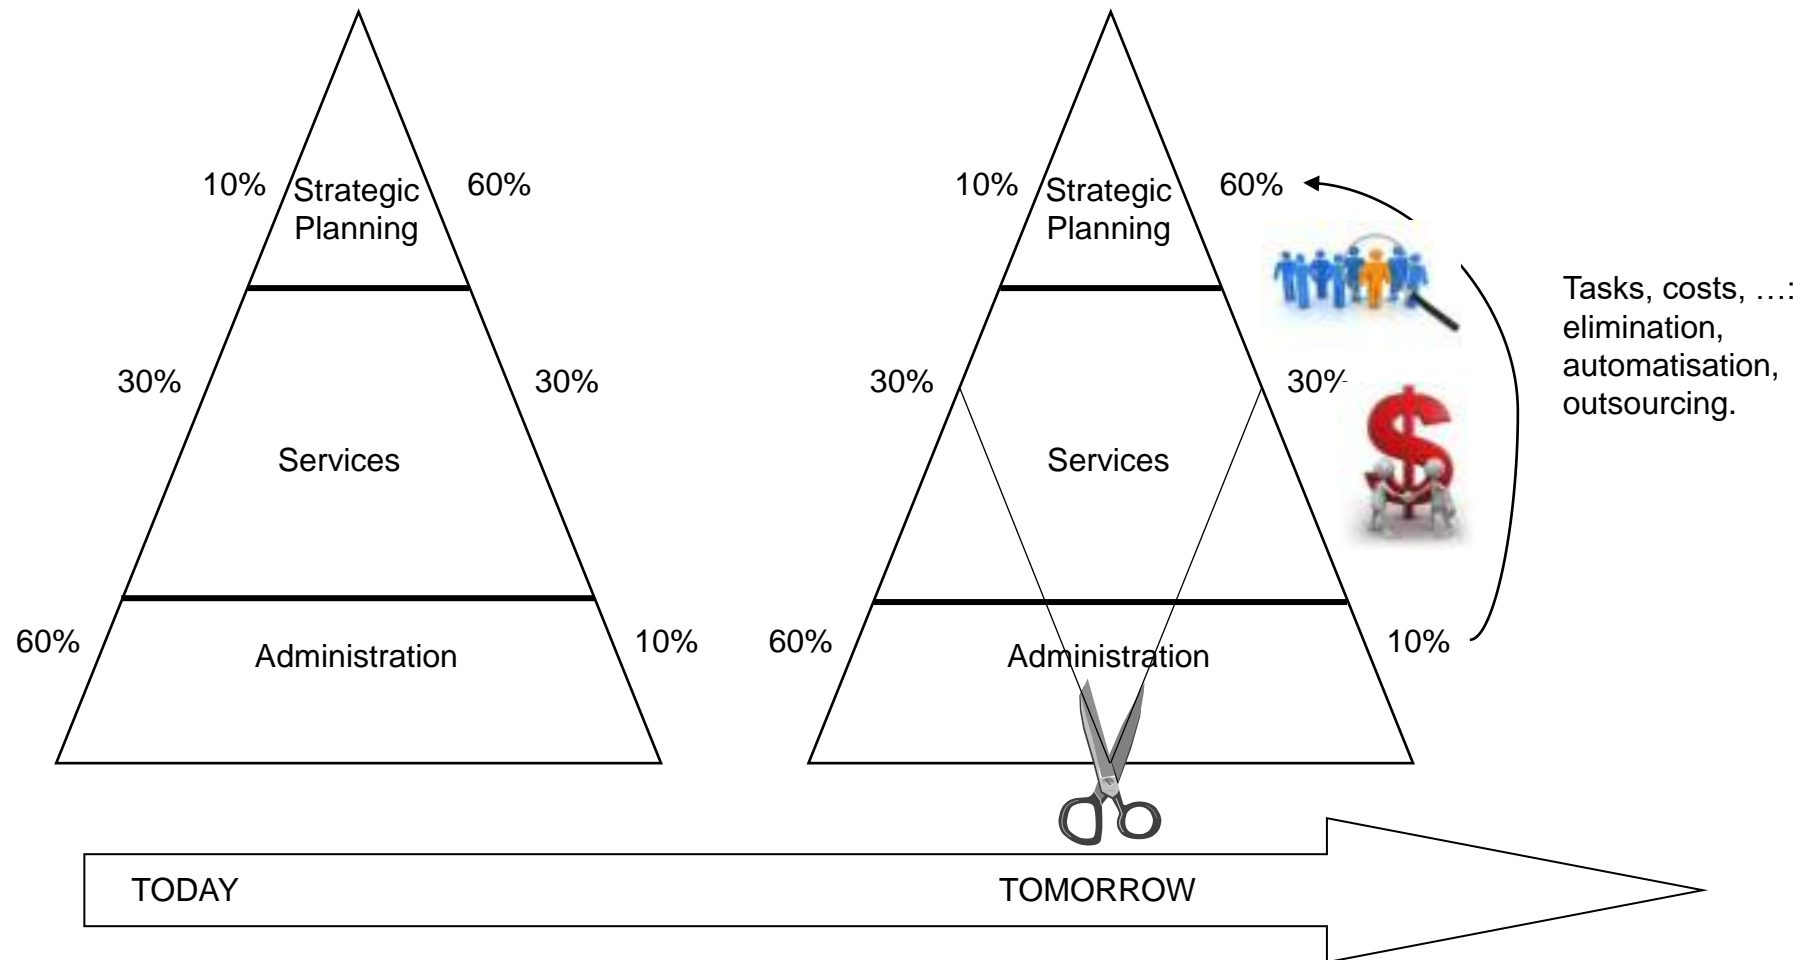 10%
Strategic
Planning
60%
30%
30%
Services
60%
Administration
10%
10%
Strategic
Planning
60%
30%
30%
Services
60%
Administration
10%
Tasks, costs, …:
elimination,
automatisation,
outsourcing.
TODAY
TOMORROW